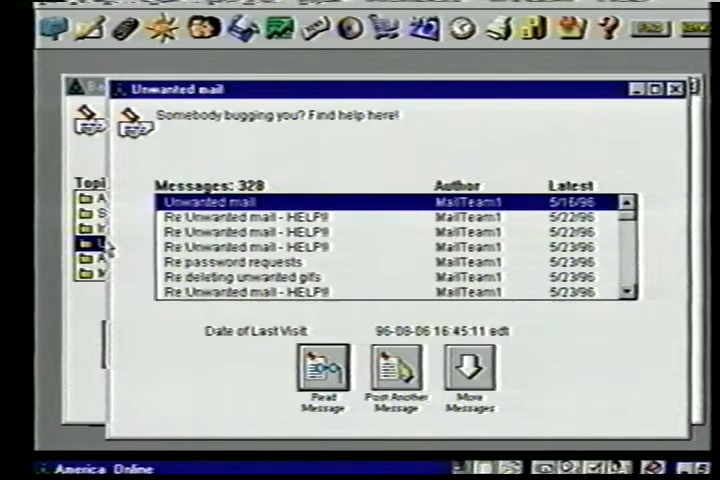 FIND
Unwanted mail
Somebody bugging you? Find help here!
Topi
Messages: 328 Author Latest
Unwanted mail MailTeam1 5/16/96
Re Unwanted mail - HELP!! MailTeam1 5/22/96
Re Unwanted mail - HELP!! MailTeam1 5/22/96
Re Unwanted mail - HELP!! MailTeam1 5/23/96
Re password requests MailTeam1 5/23/96
Re deleting unwanted gifs MailTeam1 5/23/96
Re Unwanted mail - HELP!! MailTeam1 5/23/96
Date of Last Visit: 96-08-06 16:45:11 edt
Read Message
Post Another Message
More Messages
America Online